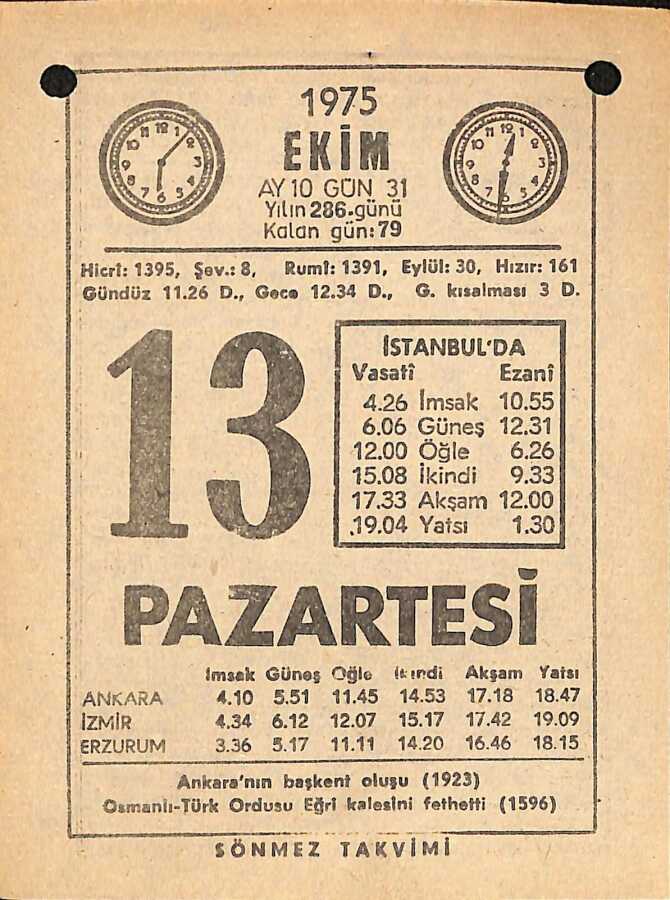 1975
EKİM
AY 10 GÜN 31
Yılın 286.günü
Kalan gün: 79
Hicrî: 1395, Şev.: 8, Rumî: 1391, Eylül: 30, Hızır: 161
Gündüz 11.26 D., Gece 12.34 D., G. kısalması 3 D.
13
İSTANBUL'DA
Vasatî Ezanî
4.26 İmsak 10.55
6.06 Güneş 12.31
12.00 Öğle 6.26
15.08 İkindi 9.33
17.33 Akşam 12.00
19.04 Yatsı 1.30
PAZARTESİ
İmsak Güneş Öğle İkindi Akşam Yatsı
ANKARA 4.10 5.51 11.45 14.53 17.18 18.47
İZMİR 4.34 6.12 12.07 15.17 17.42 19.09
ERZURUM 3.36 5.17 11.11 14.20 16.46 18.15
Ankara'nın başkent oluşu (1923)
Osmanlı-Türk Ordusu Eğri kalesini fethetti (1596)
SÖNMEZ TAKVİMİ